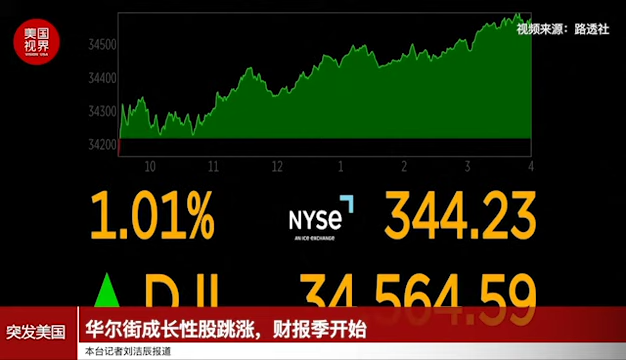 美国
视界
视频来源：路透社
34500
34400
34300
34200
10 11 12 1 2 3 4
1.01%
NYSE
AN ICE EXCHANGE
344.23
DJI
34,564.59
突发美国
华尔街成长性股跳涨，财报季开始
本台记者刘洁辰报道